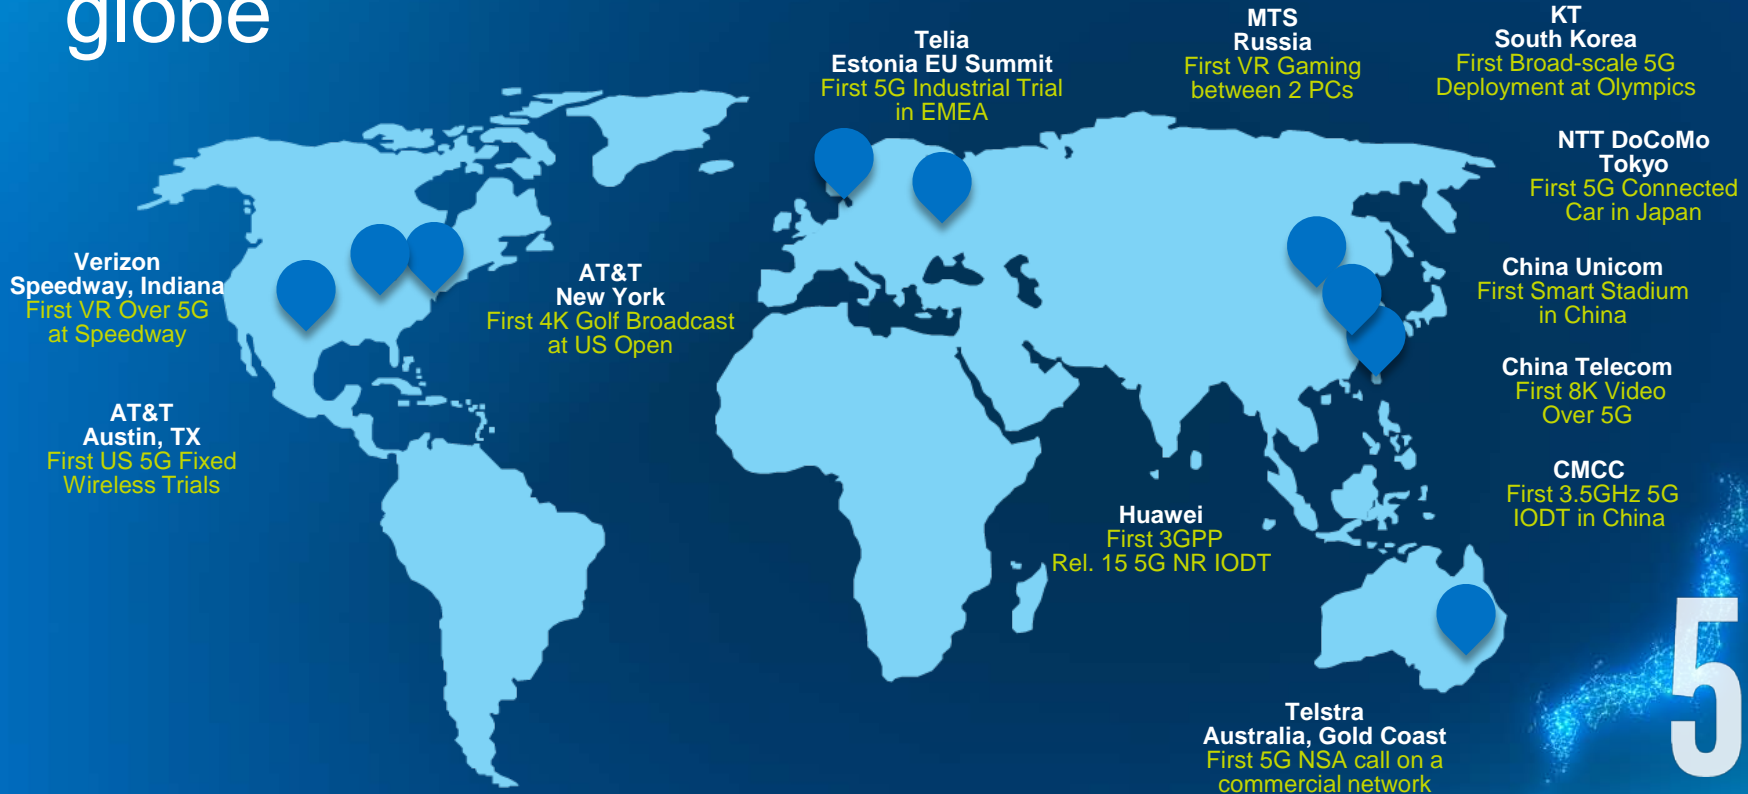 globe
Telia
Estonia EU Summit
First 5G Industrial Trial
in EMEA
MTS
Russia
First VR Gaming
between 2 PCs
KT
South Korea
First Broad-scale 5G
Deployment at Olympics
NTT DoCoMo
Tokyo
First 5G Connected
Car in Japan
Verizon
Speedway, Indiana
First VR Over 5G
at Speedway
AT&T
New York
First 4K Golf Broadcast
at US Open
China Unicom
First Smart Stadium
in China
China Telecom
First 8K Video
Over 5G
AT&T
Austin, TX
First US 5G Fixed
Wireless Trials
CMCC
First 3.5GHz 5G
IODT in China
Huawei
First 3GPP
Rel. 15 5G NR IODT
Telstra
Australia, Gold Coast
First 5G NSA call on a
commercial network
5